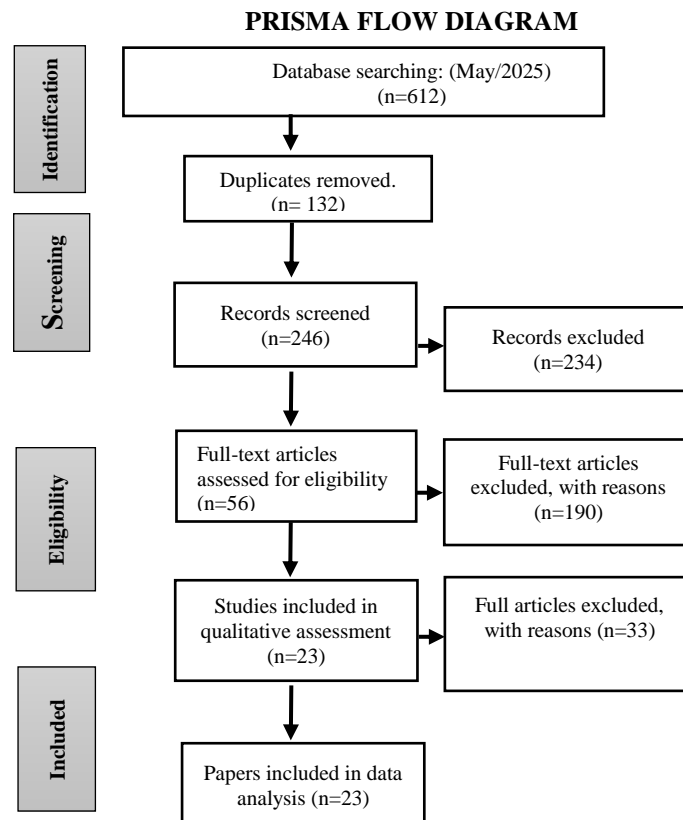 PRISMA FLOW DIAGRAM
Identification
Database searching: (May/2025)
(n=612)
Duplicates removed.
(n= 132)
Screening
Records screened
(n=246)
Records excluded
(n=234)
Eligibility
Full-text articles
assessed for eligibility
(n=56)
Full-text articles
excluded, with reasons
(n=190)
Studies included in
qualitative assessment
(n=23)
Full articles excluded,
with reasons (n=33)
Included
Papers included in data
analysis (n=23)